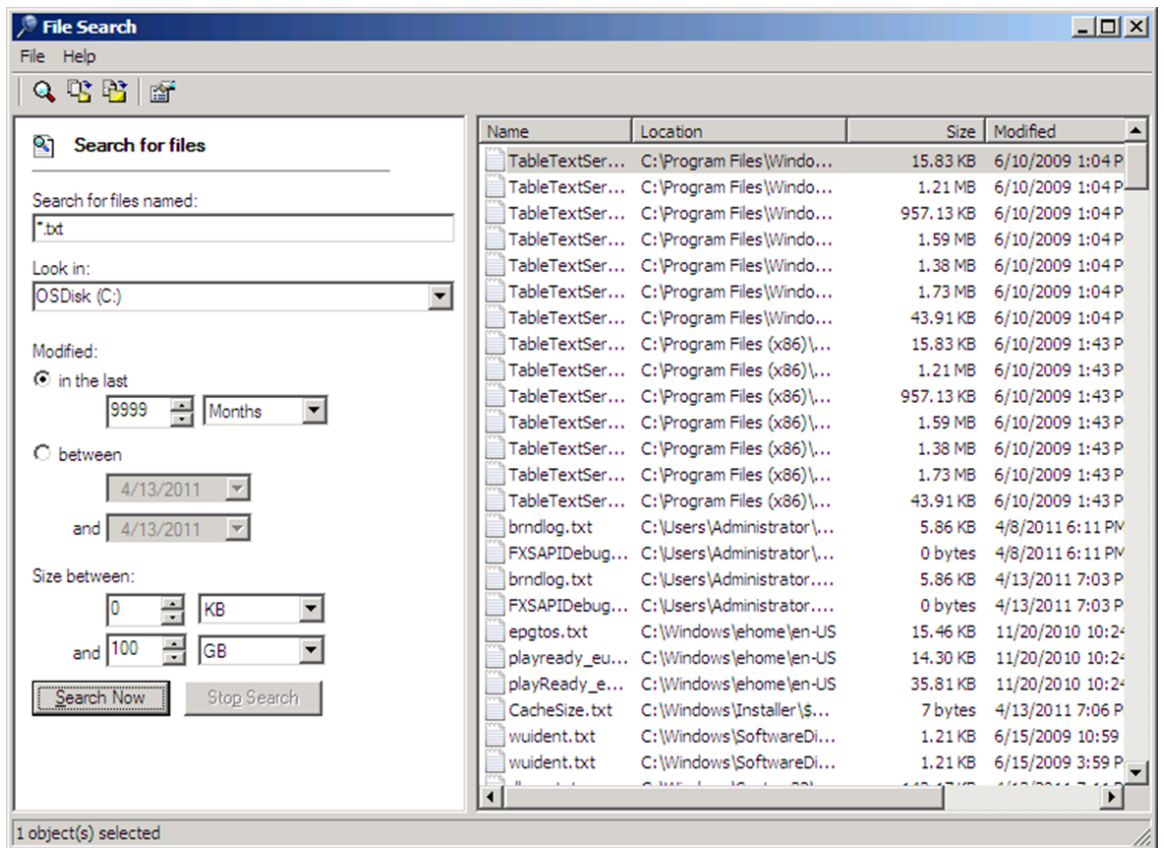 File Search
File Help
Search for files
Search for files named:
*.txt
Look in:
OSDisk (C:)
Modified:
in the last
9999 Months
between
4/13/2011
and 4/13/2011
Size between:
0 KB
and 100 GB
Search Now Stop Search
Name Location Size Modified
TableTextSer... C:\Program Files\Windo... 15.83 KB 6/10/2009 1:04 P
TableTextSer... C:\Program Files\Windo... 1.21 MB 6/10/2009 1:04 P
TableTextSer... C:\Program Files\Windo... 957.13 KB 6/10/2009 1:04 P
TableTextSer... C:\Program Files\Windo... 1.59 MB 6/10/2009 1:04 P
TableTextSer... C:\Program Files\Windo... 1.38 MB 6/10/2009 1:04 P
TableTextSer... C:\Program Files\Windo... 1.73 MB 6/10/2009 1:04 P
TableTextSer... C:\Program Files\Windo... 43.91 KB 6/10/2009 1:04 P
TableTextSer... C:\Program Files (x86)\... 15.83 KB 6/10/2009 1:43 P
TableTextSer... C:\Program Files (x86)\... 1.21 MB 6/10/2009 1:43 P
TableTextSer... C:\Program Files (x86)\... 957.13 KB 6/10/2009 1:43 P
TableTextSer... C:\Program Files (x86)\... 1.59 MB 6/10/2009 1:43 P
TableTextSer... C:\Program Files (x86)\... 1.38 MB 6/10/2009 1:43 P
TableTextSer... C:\Program Files (x86)\... 1.73 MB 6/10/2009 1:43 P
TableTextSer... C:\Program Files (x86)\... 43.91 KB 6/10/2009 1:43 P
brndlog.txt C:\Users\Administrator\... 5.86 KB 4/8/2011 6:11 PM
FXSAPIDebug... C:\Users\Administrator\... 0 bytes 4/8/2011 6:11 PM
brndlog.txt C:\Users\Administrator.... 5.86 KB 4/13/2011 7:03 P
FXSAPIDebug... C:\Users\Administrator.... 0 bytes 4/13/2011 7:03 P
epgtos.txt C:\Windows\ehome\en-US 15.46 KB 11/20/2010 10:24
playready_eu... C:\Windows\ehome\en-US 14.30 KB 11/20/2010 10:24
playReady_e... C:\Windows\ehome\en-US 35.81 KB 11/20/2010 10:24
CacheSize.txt C:\Windows\Installer\$... 7 bytes 4/13/2011 7:06 P
wuident.txt C:\Windows\SoftwareDi... 1.21 KB 6/15/2009 10:59
wuident.txt C:\Windows\SoftwareDi... 1.21 KB 6/15/2009 3:59 P
1 object(s) selected